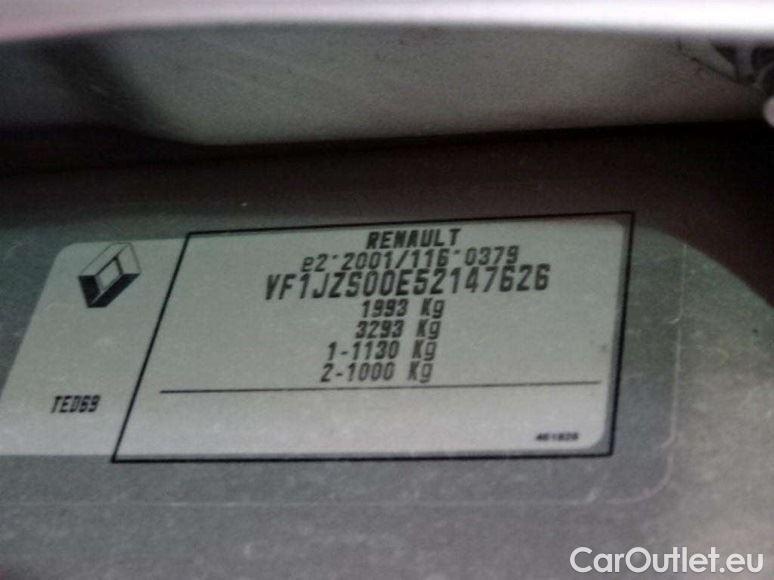 RENAULT
e2*2001/116*0379
VF1JZS00E52147626
1993 Kg
3293 Kg
1-1130 Kg
2-1000 Kg
TED69
461826
CarOutlet.eu